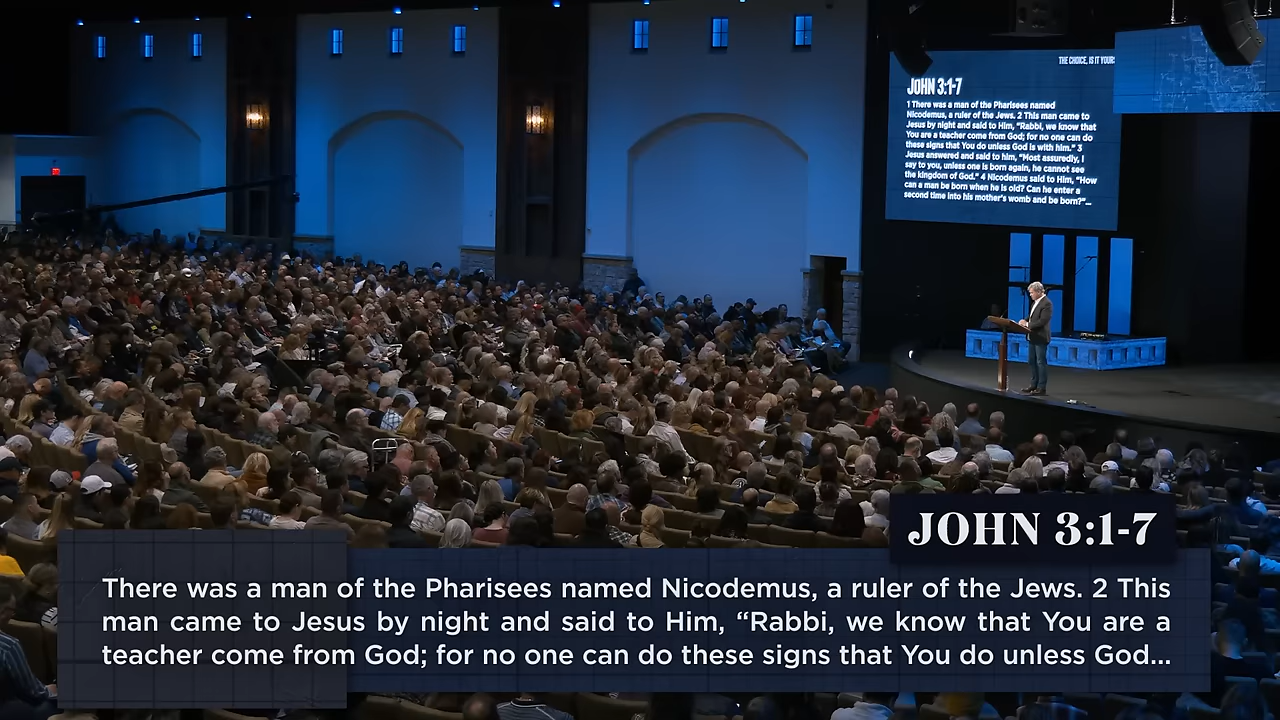 THE CHOICE, IS IT YOUR
JOHN 3:1-7
1 There was a man of the Pharisees named
Nicodemus, a ruler of the Jews. 2 This man came to
Jesus by night and said to Him, “Rabbi, we know that
You are a teacher come from God; for no one can do
these signs that You do unless God is with him.” 3
Jesus answered and said to him, “Most assuredly, I
say to you, unless one is born again, he cannot see
the kingdom of God.” 4 Nicodemus said to Him, “How
can a man be born when he is old? Can he enter a
second time into his mother’s womb and be born?”...
JOHN 3:1-7
There was a man of the Pharisees named Nicodemus, a ruler of the Jews. 2 This
man came to Jesus by night and said to Him, “Rabbi, we know that You are a
teacher come from God; for no one can do these signs that You do unless God...